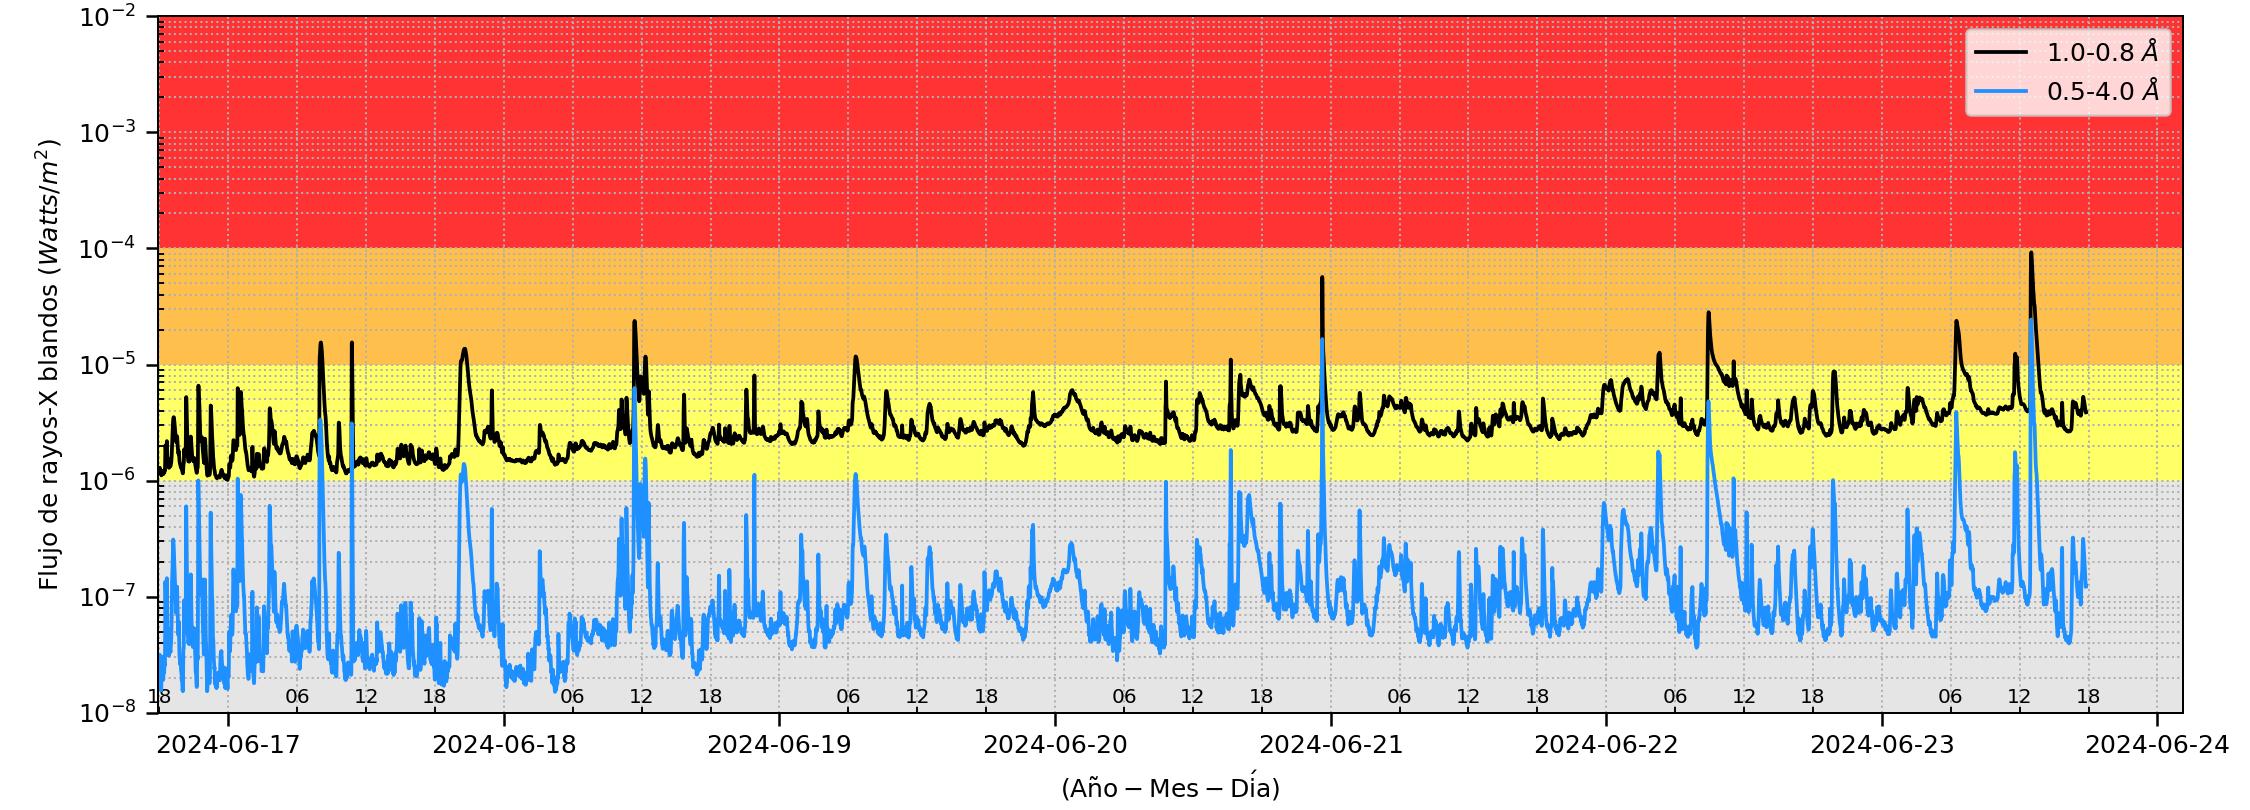 10⁻²
10⁻³
10⁻⁴
10⁻⁵
10⁻⁶
10⁻⁷
10⁻⁸
Flujo de rayos-X blandos (Watts/m²)
1.0-0.8 Å
0.5-4.0 Å
18 06 12 18 06 12 18 06 12 18 06 12 18 06 12 18 06 12 18 06 12 18
2024-06-17 2024-06-18 2024-06-19 2024-06-20 2024-06-21 2024-06-22 2024-06-23 2024-06-24
(Año − Mes − Día)